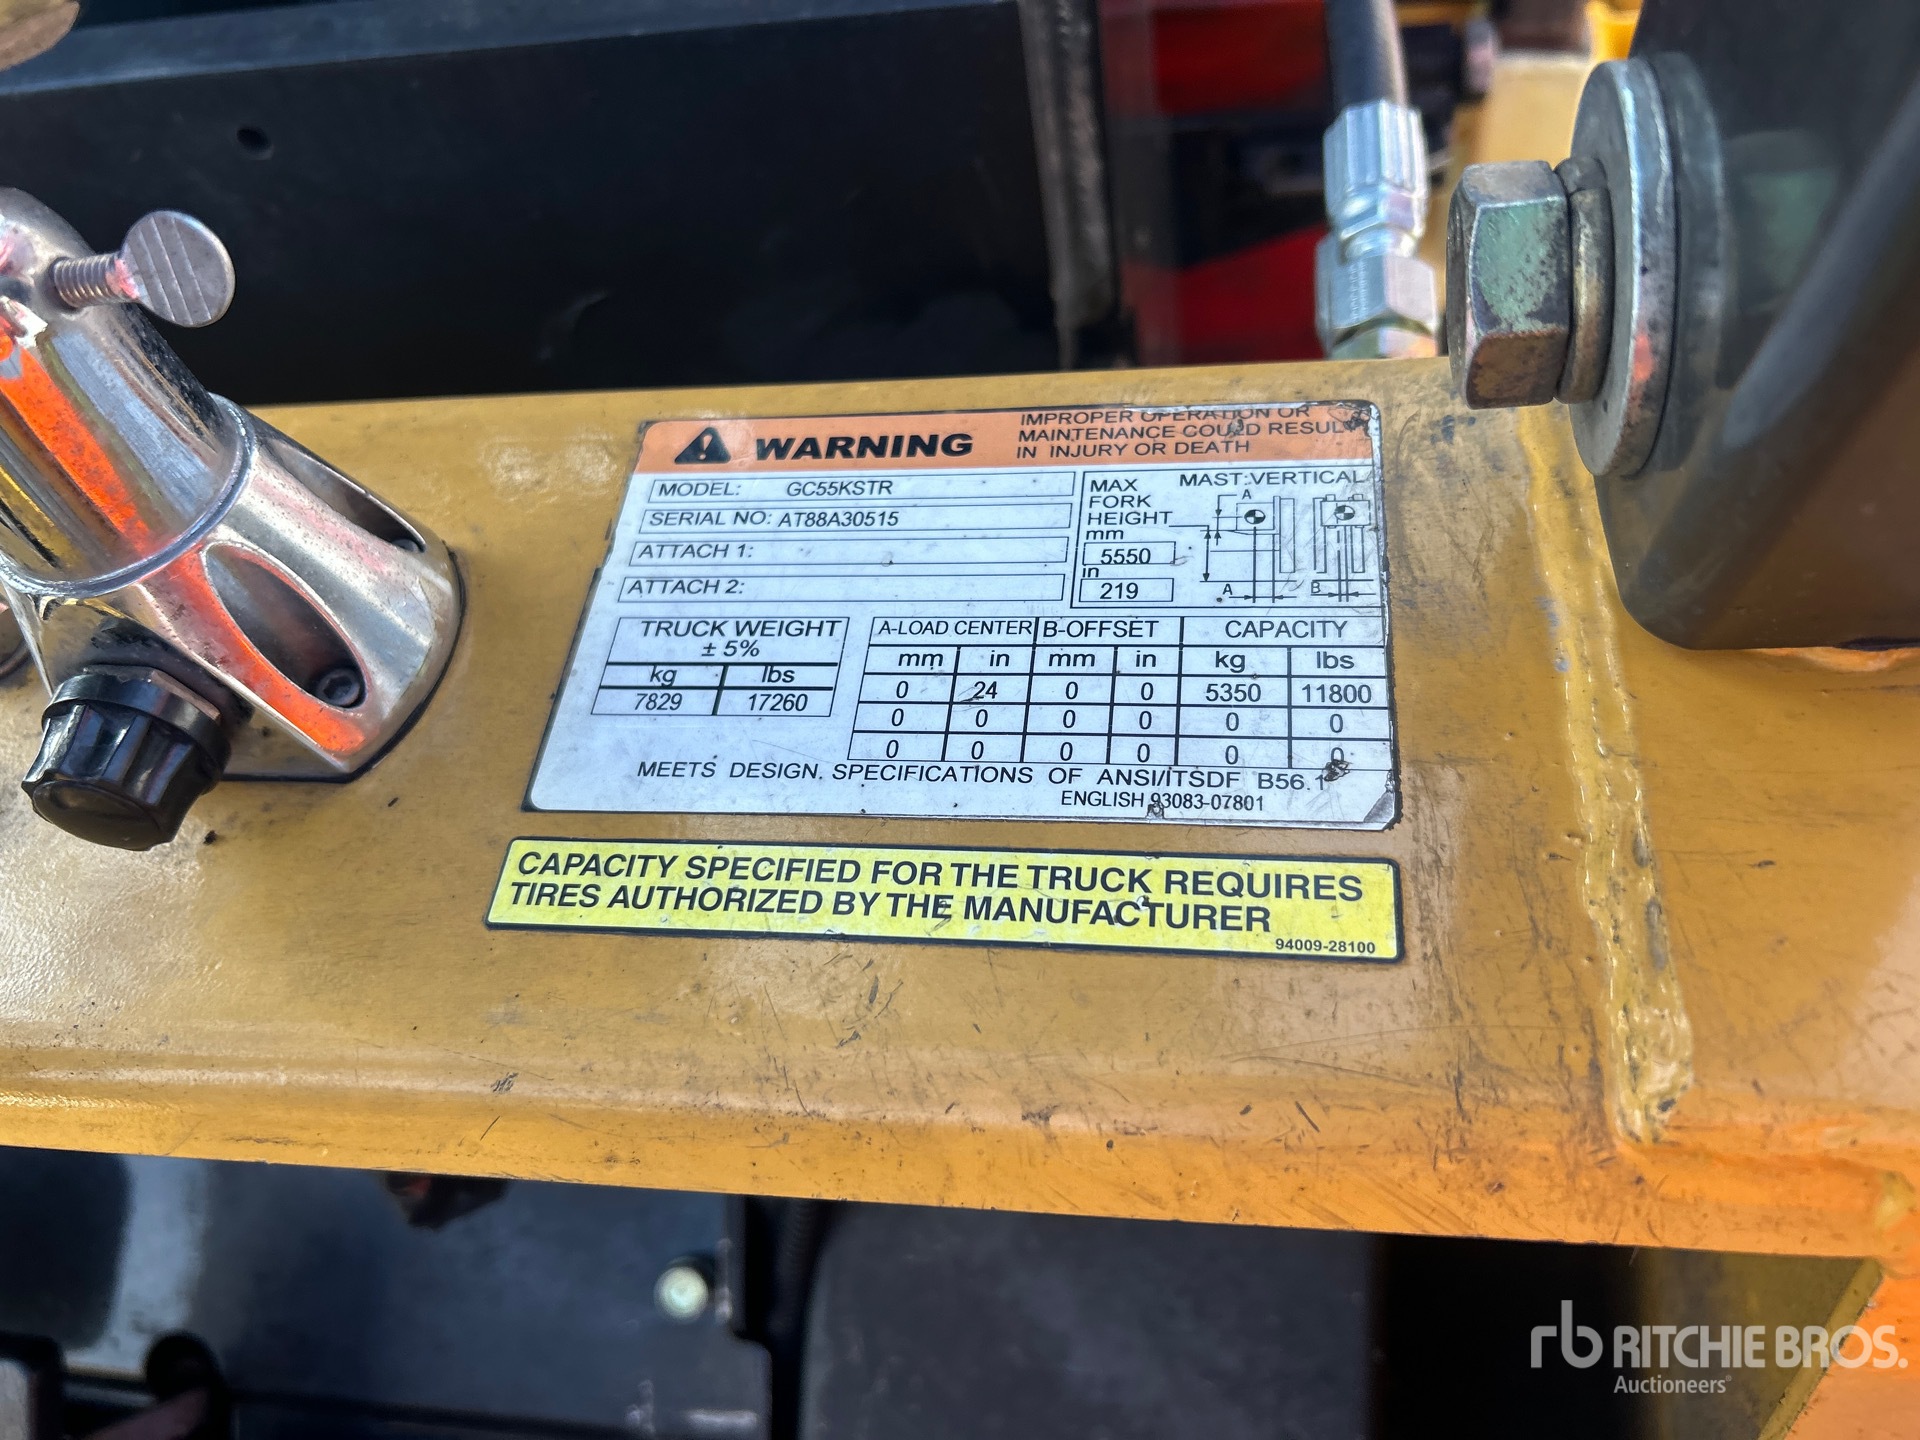 WARNING
IMPROPER OPERATION OR
MAINTENANCE COULD RESULT
IN INJURY OR DEATH
MODEL: GC55KSTR
SERIAL NO: AT88A30515
ATTACH 1:
ATTACH 2:
MAX
FORK
HEIGHT
mm
5550
in
219
MAST:VERTICAL
A
A
B
TRUCK WEIGHT
± 5%
kg lbs
7829 17260
A-LOAD CENTER B-OFFSET CAPACITY
mm in mm in kg lbs
0 24 0 0 5350 11800
0 0 0 0 0 0
0 0 0 0 0 0
MEETS DESIGN. SPECIFICATIONS OF ANSI/ITSDF B56.1
ENGLISH 93083-07801
CAPACITY SPECIFIED FOR THE TRUCK REQUIRES
TIRES AUTHORIZED BY THE MANUFACTURER
94009-28100
rb RITCHIE BROS.
Auctioneers